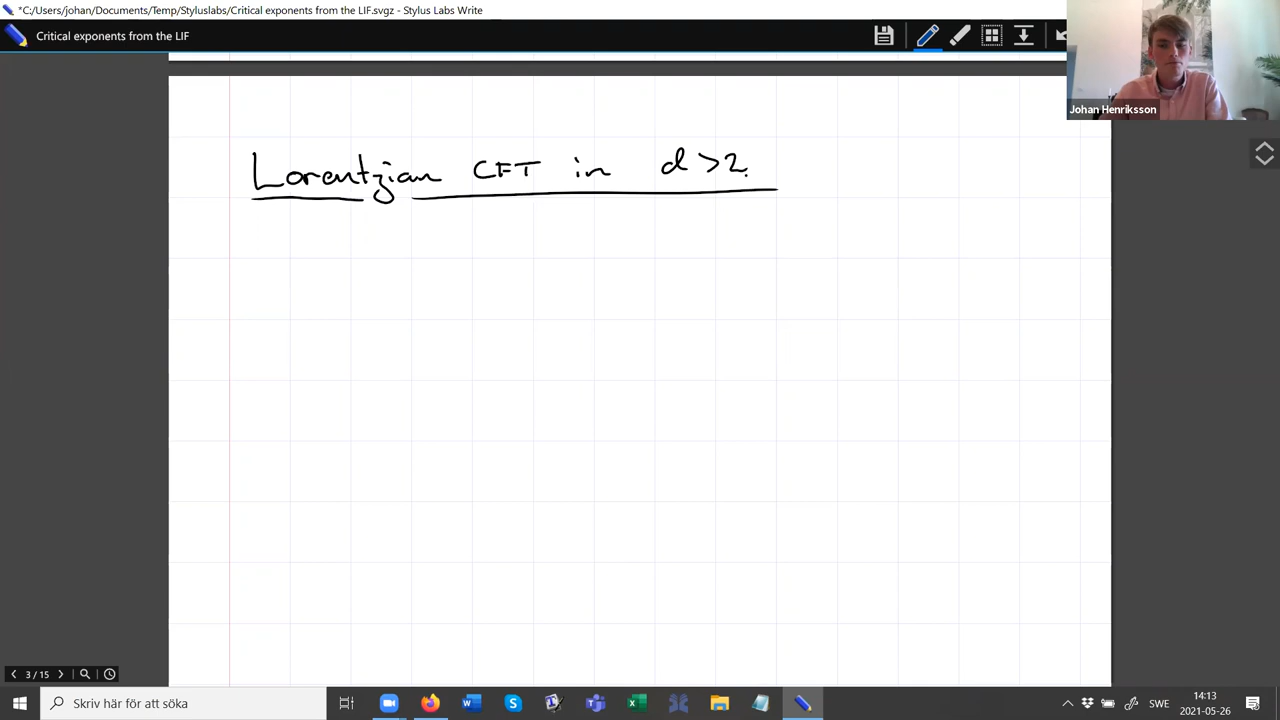 *C:/Users/johan/Documents/Temp/Styluslabs/Critical exponents from the LIF.svgz - Stylus Labs Write
Critical exponents from the LIF
Johan Henriksson
Lorentzian CFT in d>2.
3 / 15
Skriv här för att söka
SWE
14:13
2021-05-26